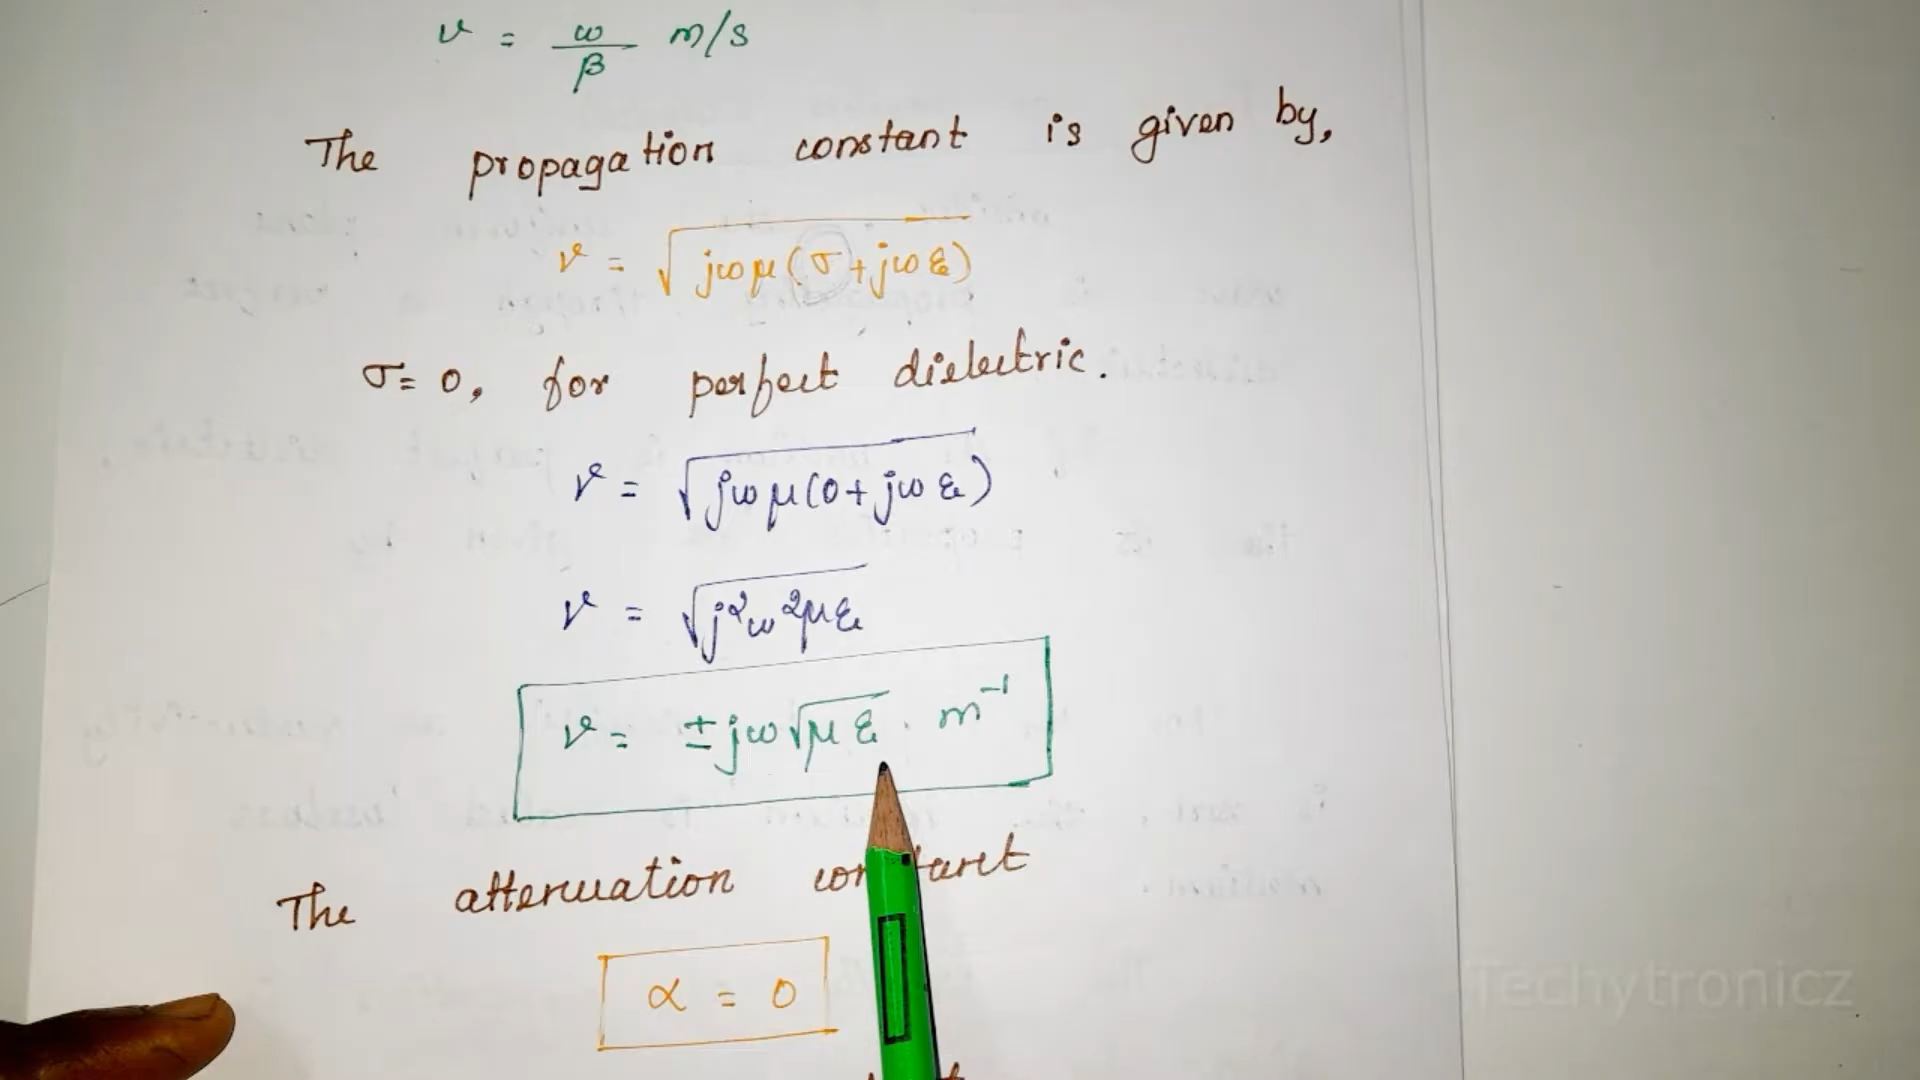 v = ω/β m/s
The propagation constant is given by,
γ = √jωμ(σ+jωε)
σ= 0, for perfect dielectric.
γ = √jωμ(0+jωε)
γ = √j²ω²με
γ = ±jω√με . m⁻¹
The attenuation constant
α = 0
Techytronicz